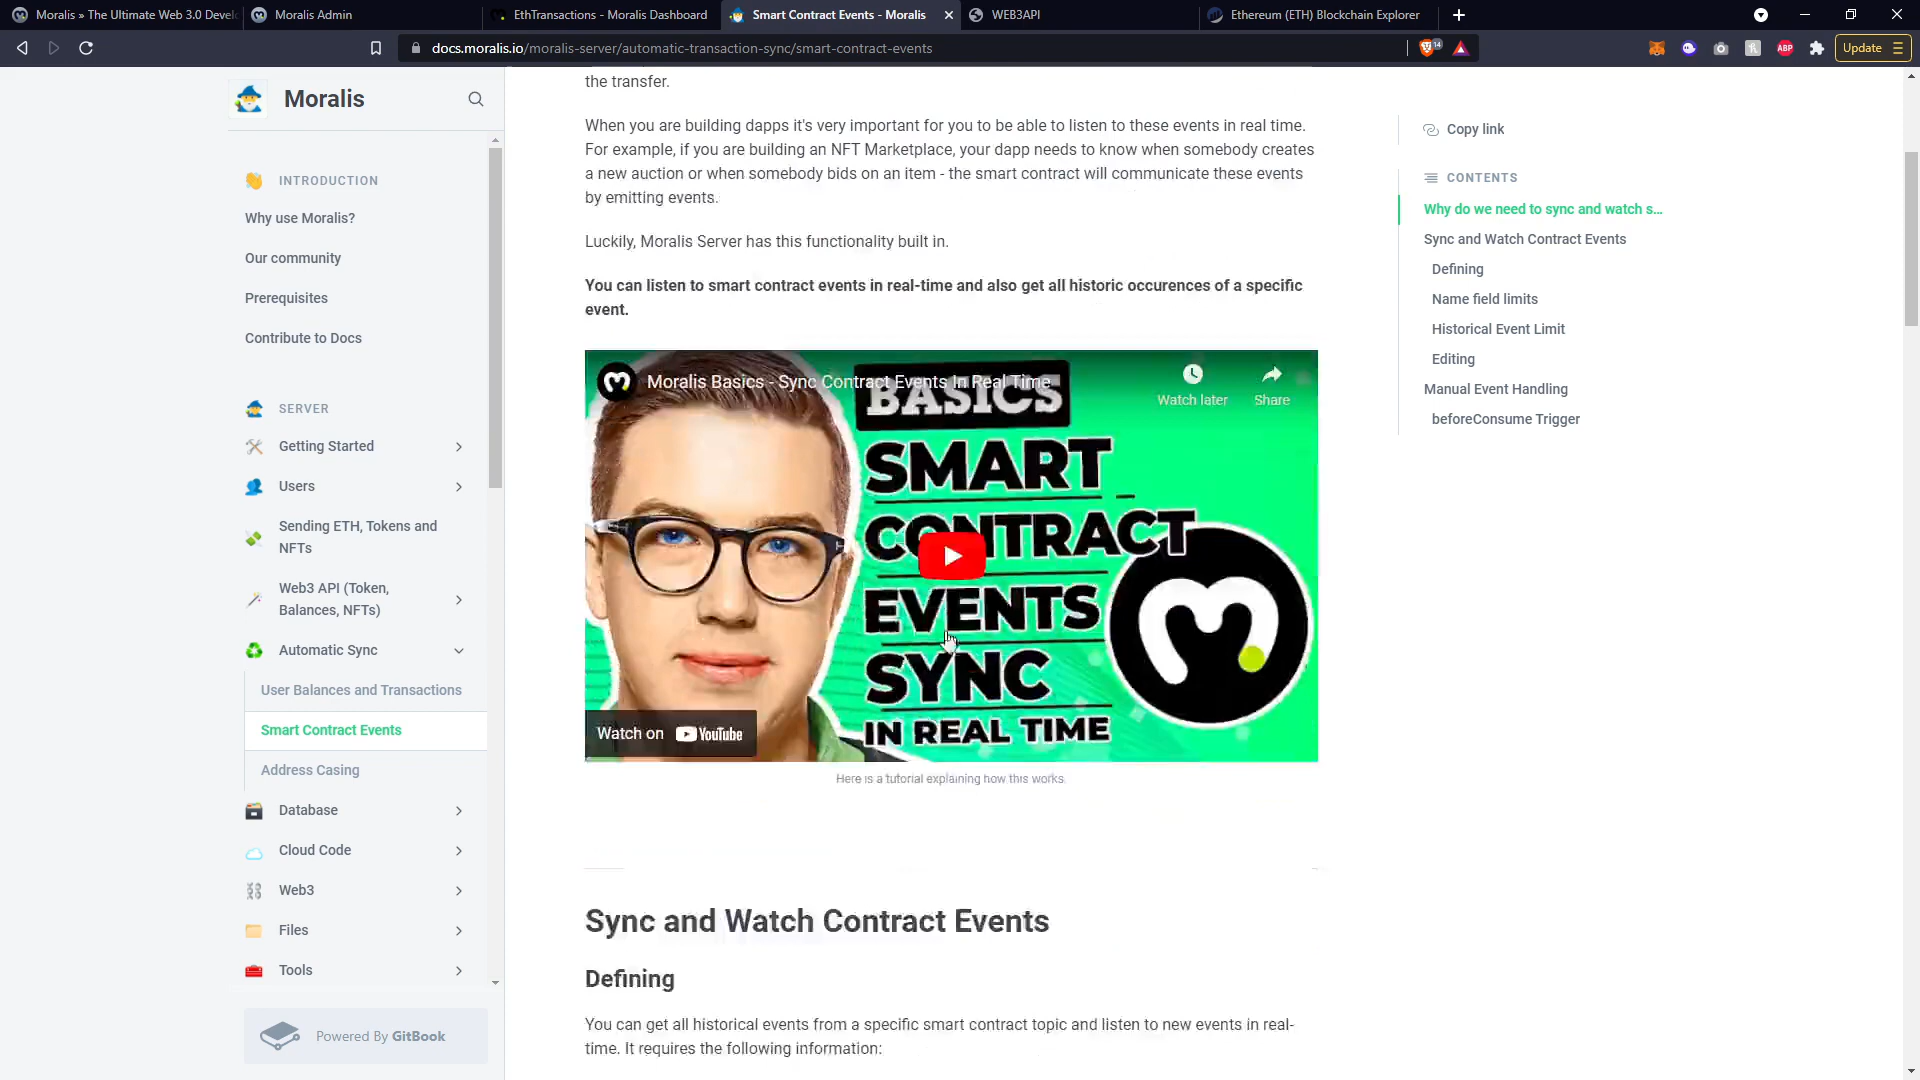 Moralis » The Ultimate Web 3.0 Devel
Moralis Admin
EthTransactions - Moralis Dashboard
Smart Contract Events - Moralis
WEB3API
Ethereum (ETH) Blockchain Explorer
docs.moralis.io/moralis-server/automatic-transaction-sync/smart-contract-events
14
ABP
Update
Moralis
INTRODUCTION
Why use Moralis?
Our community
Prerequisites
Contribute to Docs
SERVER
Getting Started
Users
Sending ETH, Tokens and
NFTs
Web3 API (Token,
Balances, NFTs)
Automatic Sync
User Balances and Transactions
Smart Contract Events
Address Casing
Database
Cloud Code
Web3
Files
Tools
Powered By GitBook
the transfer.
When you are building dapps it's very important for you to be able to listen to these events in real time.
For example, if you are building an NFT Marketplace, your dapp needs to know when somebody creates
a new auction or when somebody bids on an item - the smart contract will communicate these events
by emitting events.
Luckily, Moralis Server has this functionality built in.
You can listen to smart contract events in real-time and also get all historic occurences of a specific
event.
Moralis Basics - Sync Contract Events In Real Time
Watch later
Share
BASICS
SMART
CONTRACT
EVENTS
SYNC
IN REAL TIME
Watch on YouTube
Here is a tutorial explaining how this works.
Sync and Watch Contract Events
Defining
You can get all historical events from a specific smart contract topic and listen to new events in real-
time. It requires the following information:
Copy link
CONTENTS
Why do we need to sync and watch s...
Sync and Watch Contract Events
Defining
Name field limits
Historical Event Limit
Editing
Manual Event Handling
beforeConsume Trigger